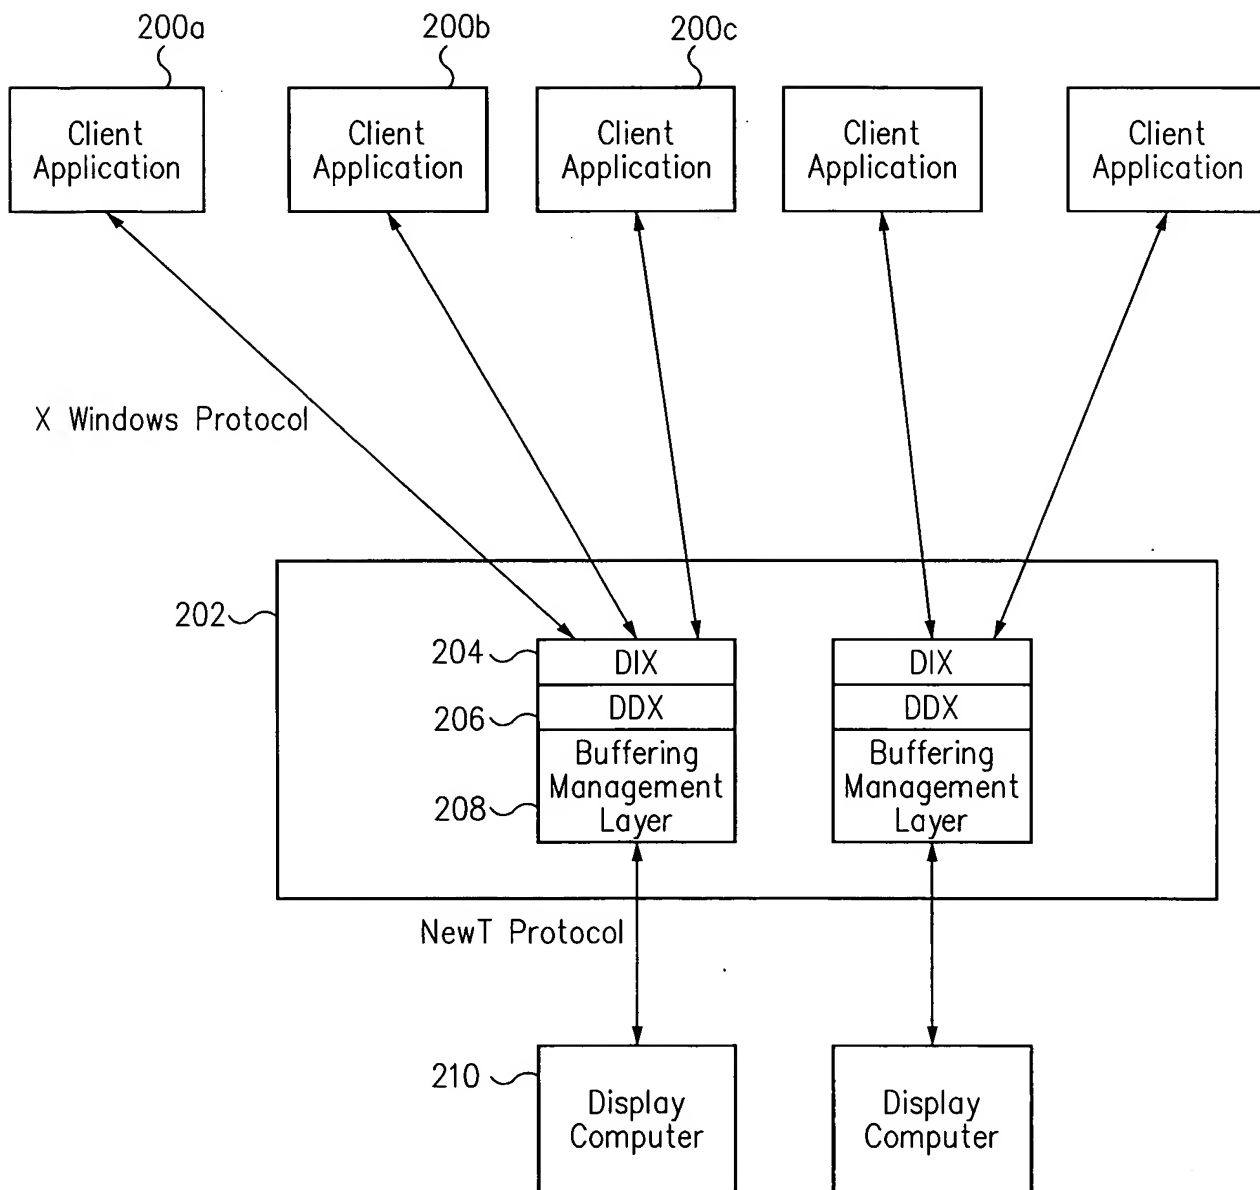 200a
200b
200c
Client
Application
Client
Application
Client
Application
Client
Application
Client
Application
X Windows Protocol
202
204
DIX
DIX
206
DDX
DDX
208
Buffering
Management
Layer
Buffering
Management
Layer
NewT Protocol
210
Display
Computer
Display
Computer